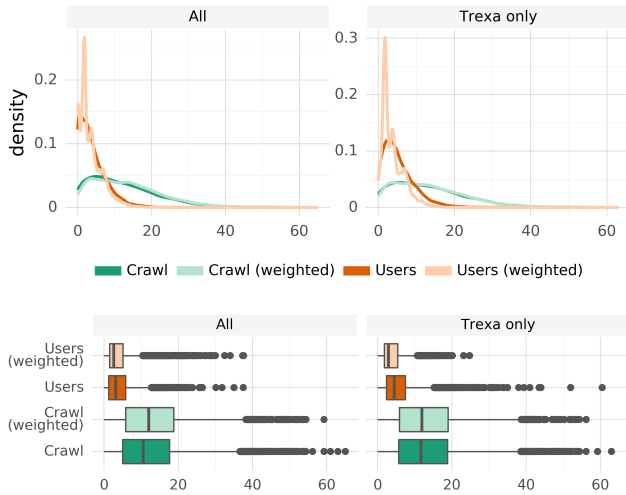 All
Trexa only
density
0.2
0.1
0
0.3
0.2
0.1
0
0 20 40 60
0 20 40 60
Crawl Crawl (weighted) Users Users (weighted)
All
Trexa only
Users
(weighted)
Users
Crawl
(weighted)
Crawl
0 20 40 60
0 20 40 60